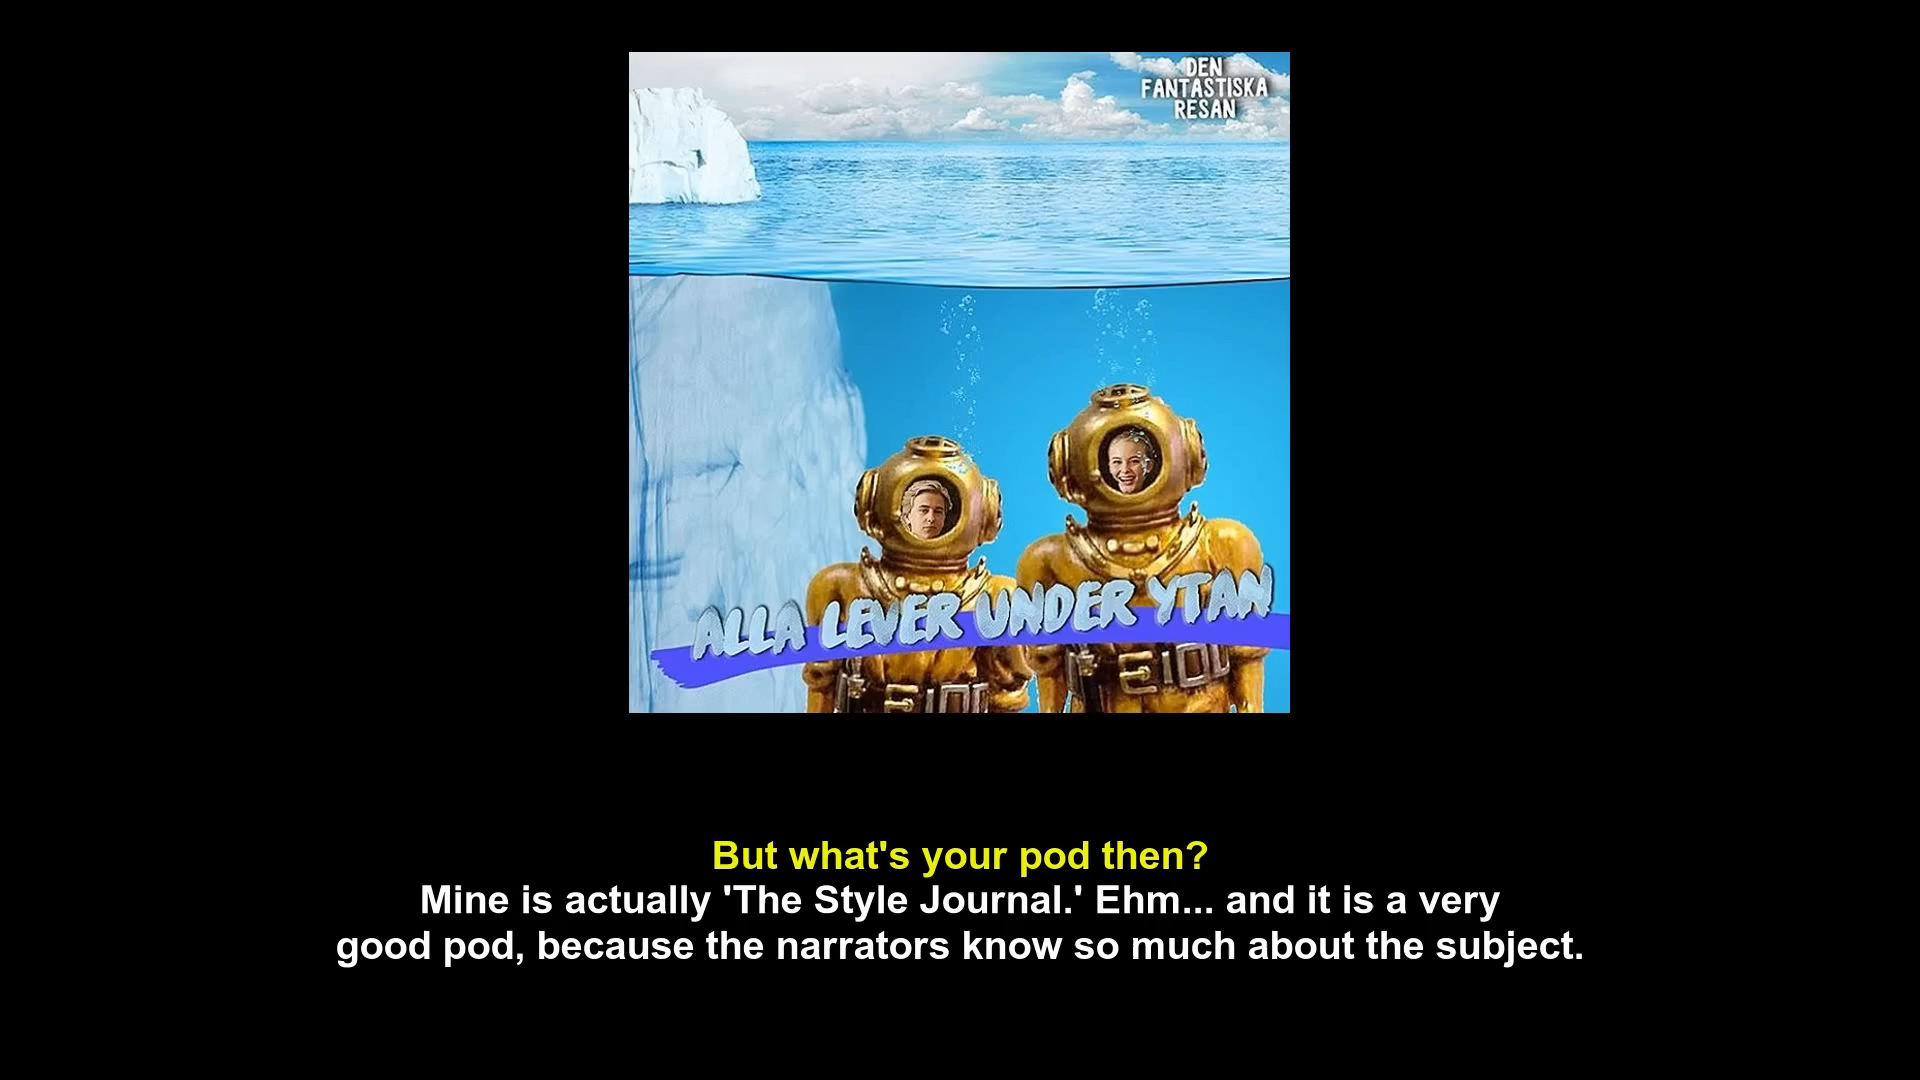 DEN
FANTASTISKA
RESAN
ALLA LEVER UNDER YTAN
But what's your pod then?
Mine is actually 'The Style Journal.' Ehm... and it is a very
good pod, because the narrators know so much about the subject.